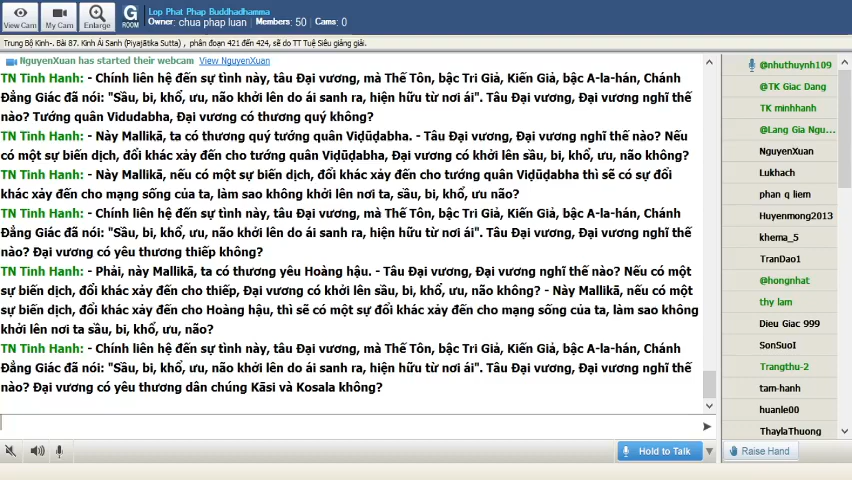 View Cam
My Cam
Enlarge
G
ROOM
Lop Phat Phap Buddhadhamma
Owner: chua phap luan Members: 50 Cams: 0
Trung Bộ Kinh-. Bài 87. Kinh Ái Sanh (Piyajātika Sutta) , phân đoạn 421 đến 424, sẽ do TT Tuệ Siêu giảng giải.
NguyenXuan has started their webcam View NguyenXuan
TN Tinh Hanh: - Chính liên hệ đến sự tình này, tâu Đại vương, mà Thế Tôn, bậc Tri Giả, Kiến Giả, bậc A-la-hán, Chánh
Đẳng Giác đã nói: "Sầu, bi, khổ, ưu, não khởi lên do ái sanh ra, hiện hữu từ nơi ái". Tâu Đại vương, Đại vương nghĩ thế
nào? Tướng quân Vidudabha, Đại vương có thương quý không?
TN Tinh Hanh: - Này Mallikā, ta có thương quý tướng quân Viḍūḍabha. - Tâu Đại vương, Đại vương nghĩ thế nào? Nếu
có một sự biến dịch, đổi khác xảy đến cho tướng quân Viḍūḍabha, Đại vương có khởi lên sầu, bi, khổ, ưu, não không?
TN Tinh Hanh: - Này Mallikā, nếu có một sự biến dịch, đổi khác xảy đến cho tướng quân Viḍūḍabha thì sẽ có sự đổi
khác xảy đến cho mạng sống của ta, làm sao không khởi lên nơi ta, sầu, bi, khổ, ưu não?
TN Tinh Hanh: - Chính liên hệ đến sự tình này, tâu Đại vương, mà Thế Tôn, bậc Tri Giả, Kiến Giả, bậc A-la-hán, Chánh
Đẳng Giác đã nói: "Sầu, bi, khổ, ưu, não khởi lên do ái sanh ra, hiện hữu từ nơi ái". Tâu Đại vương, Đại vương nghĩ thế
nào? Đại vương có yêu thương thiếp không?
TN Tinh Hanh: - Phải, này Mallikā, ta có thương yêu Hoàng hậu. - Tâu Đại vương, Đại vương nghĩ thế nào? Nếu có một
sự biến dịch, đổi khác xảy đến cho thiếp, Đại vương có khởi lên sầu, bi, khổ, ưu, não không? - Này Mallikā, nếu có một
sự biến dịch, đổi khác xảy đến cho Hoàng hậu, thì sẽ có một sự đổi khác xảy đến cho mạng sống của ta, làm sao không
khởi lên nơi ta sầu, bi, khổ, ưu, não?
TN Tinh Hanh: - Chính liên hệ đến sự tình này, tâu Đại vương, mà Thế Tôn, bậc Tri Giả, Kiến Giả, bậc A-la-hán, Chánh
Đẳng Giác đã nói: "Sầu, bi, khổ, ưu, não khởi lên do ái sanh ra, hiện hữu từ nơi ái". Tâu Đại vương, Đại vương nghĩ thế
nào? Đại vương có yêu thương dân chúng Kāsi và Kosala không?
@nhuthuynh109
@TK Giac Dang
TK minhhanh
@Lang Gia Ngu...
NguyenXuan
Lukhach
phan q liem
Huyenmong2013
khema_5
TranDao1
@hongnhat
thy lam
Dieu Giac 999
SonSuoI
Trangthu-2
tam-hanh
huanle00
ThaylaThuong
Hold to Talk
Raise Hand